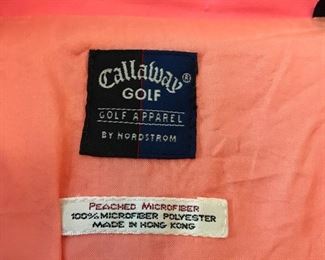 Callaway®
GOLF
GOLF APPAREL
BY NORDSTROM
PEACHED MICROFIBER
100% MICROFIBER POLYESTER
MADE IN HONG KONG